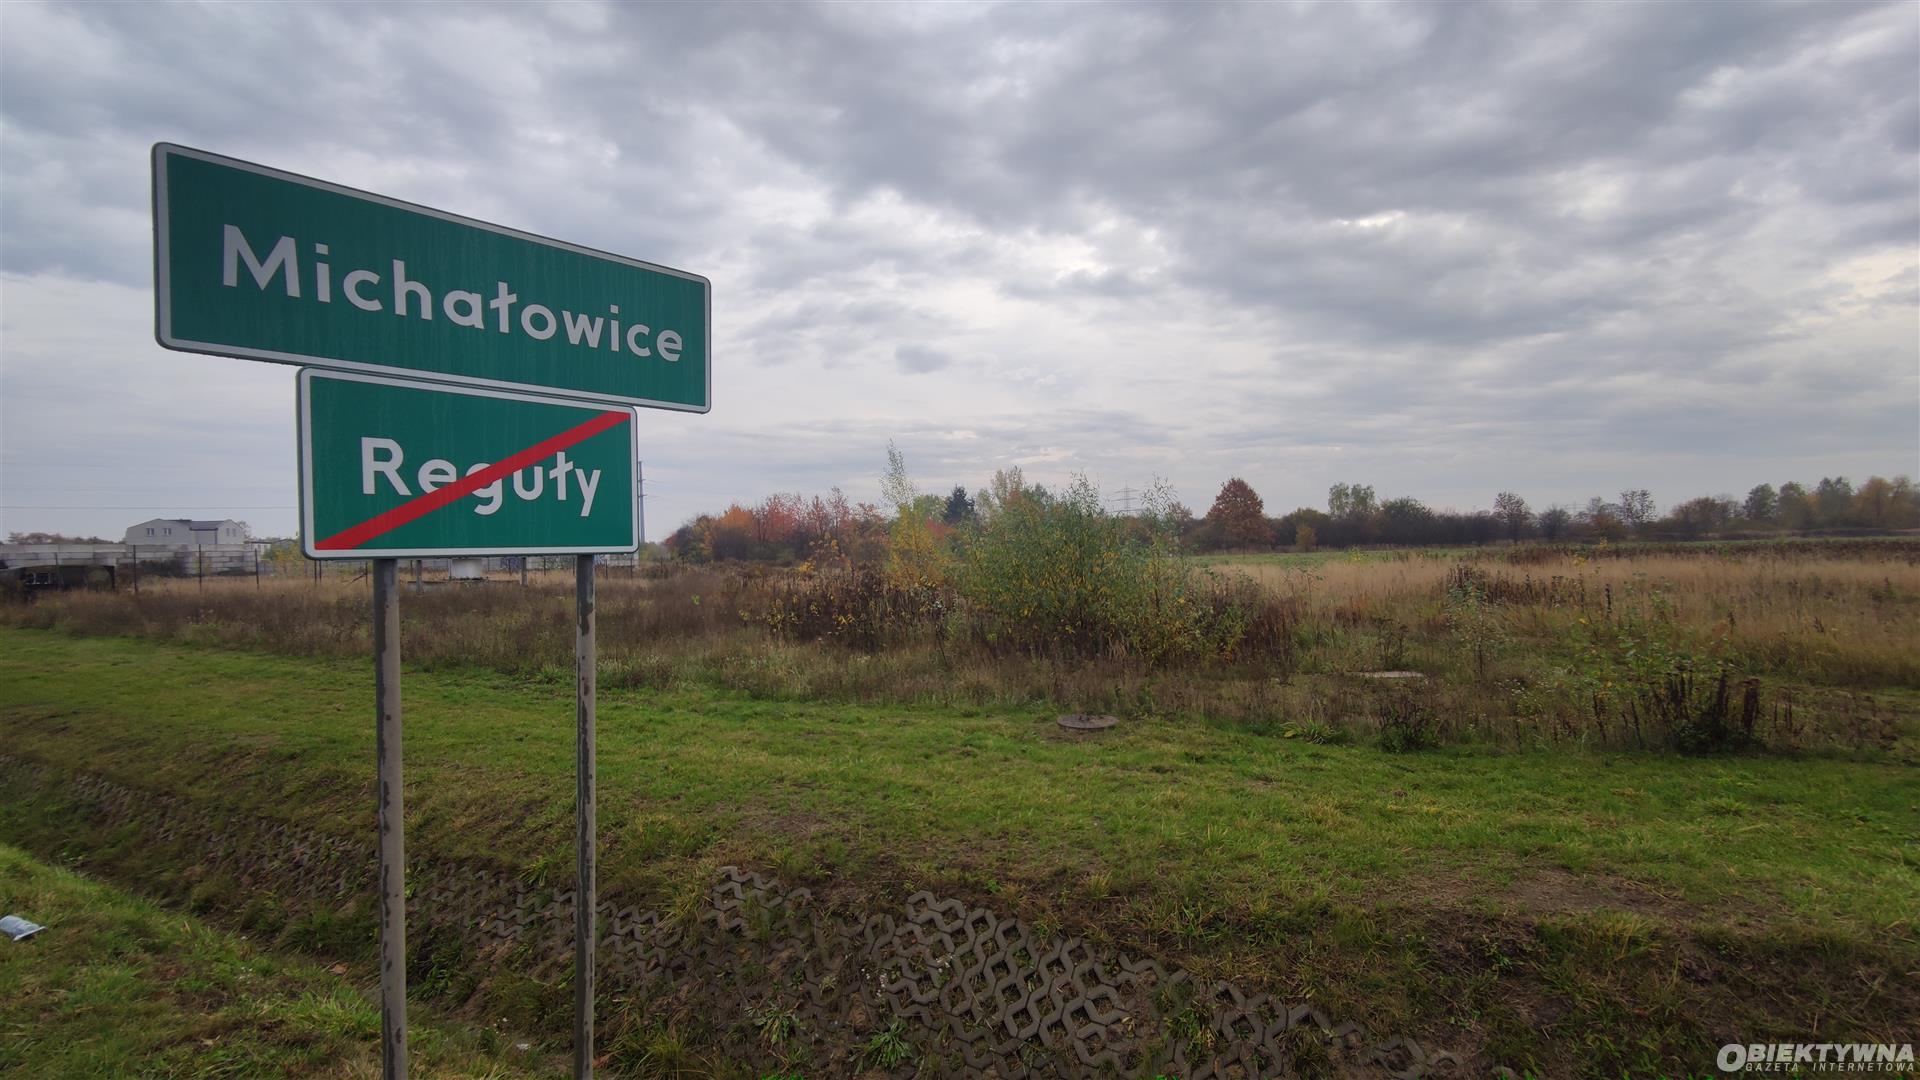 Michałowice
Reguły
OBIEKTYWNA
GAZETA INTERNETOWA